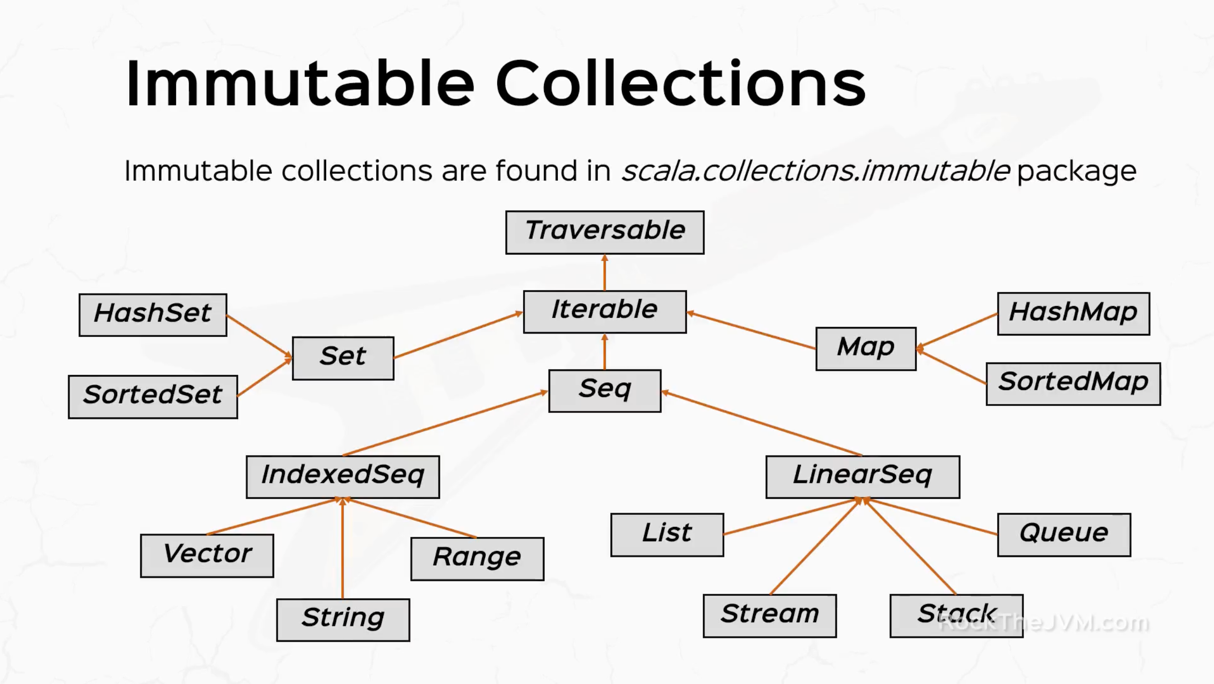 Immutable Collections
Immutable collections are found in scala.collections.immutable package
Traversable
HashSet
Iterable
HashMap
Set
Map
SortedSet
Seq
SortedMap
IndexedSeq
LinearSeq
Vector
Range
List
Queue
String
Stream
Stack
RockTheJVM.com